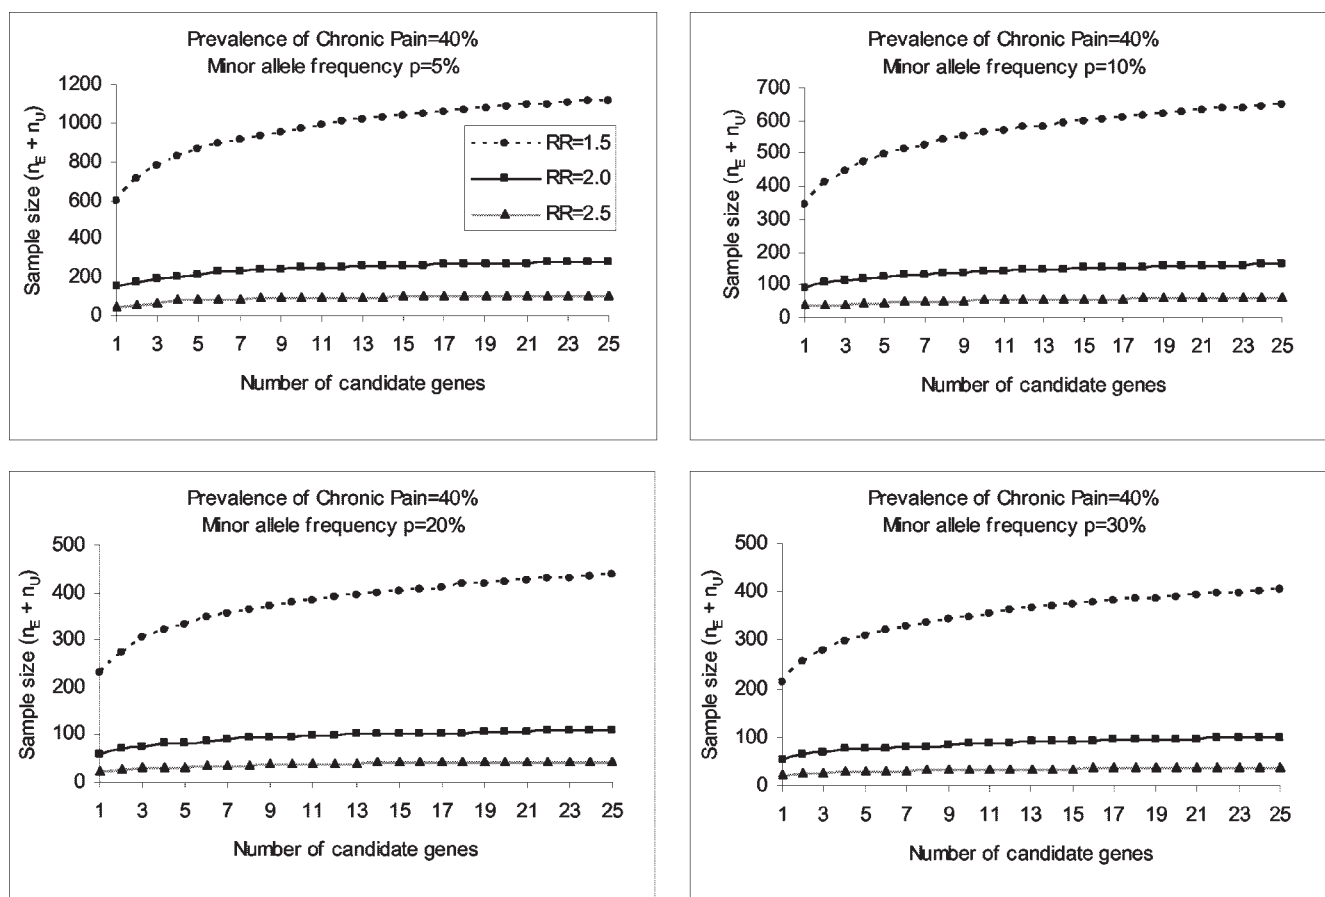 Prevalence of Chronic Pain=40%
Minor allele frequency p=5%
1200
1000
800
600
400
200
0
Sample size (nE + nU)
RR=1.5
RR=2.0
RR=2.5
1 3 5 7 9 11 13 15 17 19 21 23 25
Number of candidate genes
Prevalence of Chronic Pain=40%
Minor allele frequency p=10%
700
600
500
400
300
200
100
0
Sample size (nE + nU)
1 3 5 7 9 11 13 15 17 19 21 23 25
Number of candidate genes
Prevalence of Chronic Pain=40%
Minor allele frequency p=20%
500
400
300
200
100
0
Sample size (nE + nU)
1 3 5 7 9 11 13 15 17 19 21 23 25
Number of candidate genes
Prevalence of Chronic Pain=40%
Minor allele frequency p=30%
500
400
300
200
100
0
Sample size (nE + nU)
1 3 5 7 9 11 13 15 17 19 21 23 25
Number of candidate genes